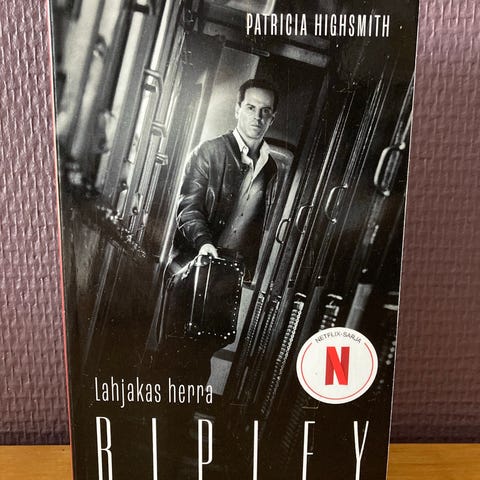 PATRICIA HIGHSMITH
NETFLIX-SARJA
N
Lahjakas herra
RIPLEY